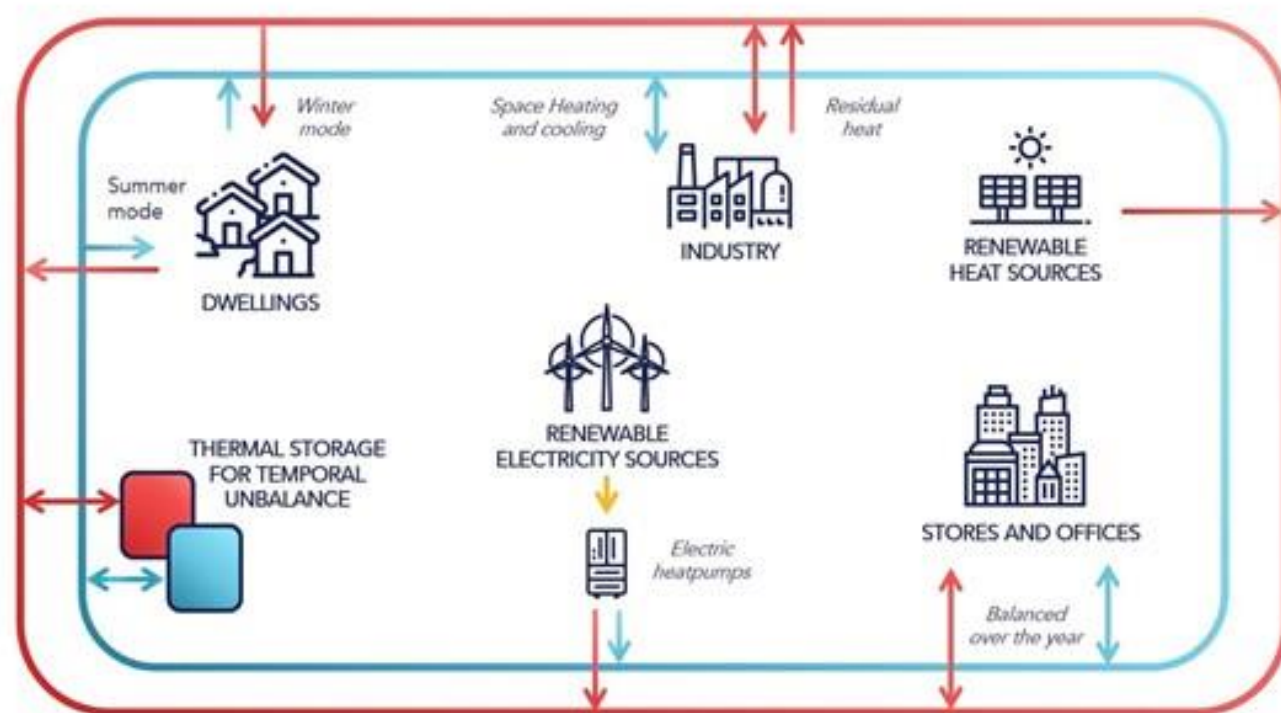 Winter
mode
Space Heating
and cooling
Residual
heat
Summer
mode
DWELLINGS
INDUSTRY
RENEWABLE
HEAT SOURCES
THERMAL STORAGE
FOR TEMPORAL
UNBALANCE
RENEWABLE
ELECTRICITY SOURCES
Electric
heatpumps
STORES AND OFFICES
Balanced
over the year